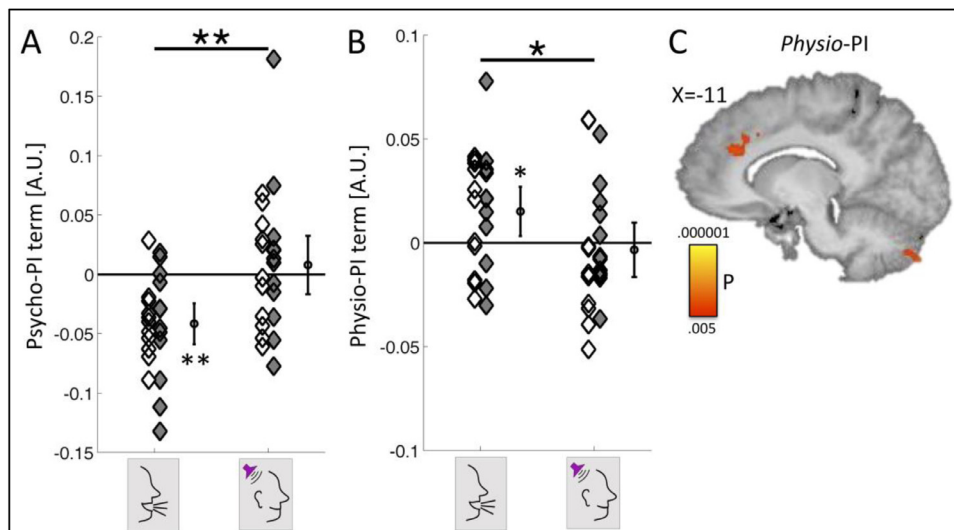 A
Psycho-PI term [A.U.]
0.2
0.15
0.1
0.05
0
-0.05
-0.1
-0.15
**
**
B
Physio-PI term [A.U.]
0.1
0.05
0
-0.05
-0.1
*
*
C
Physio-PI
X=-11
.000001
P
.005